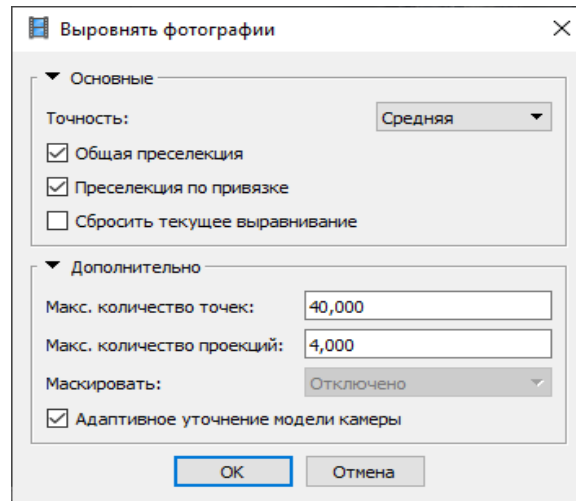 Выровнять фотографии
Основные
Точность: Средняя
Общая преселекция
Преселекция по привязке
Сбросить текущее выравнивание
Дополнительно
Макс. количество точек: 40,000
Макс. количество проекций: 4,000
Маскировать: Отключено
Адаптивное уточнение модели камеры
OK Отмена